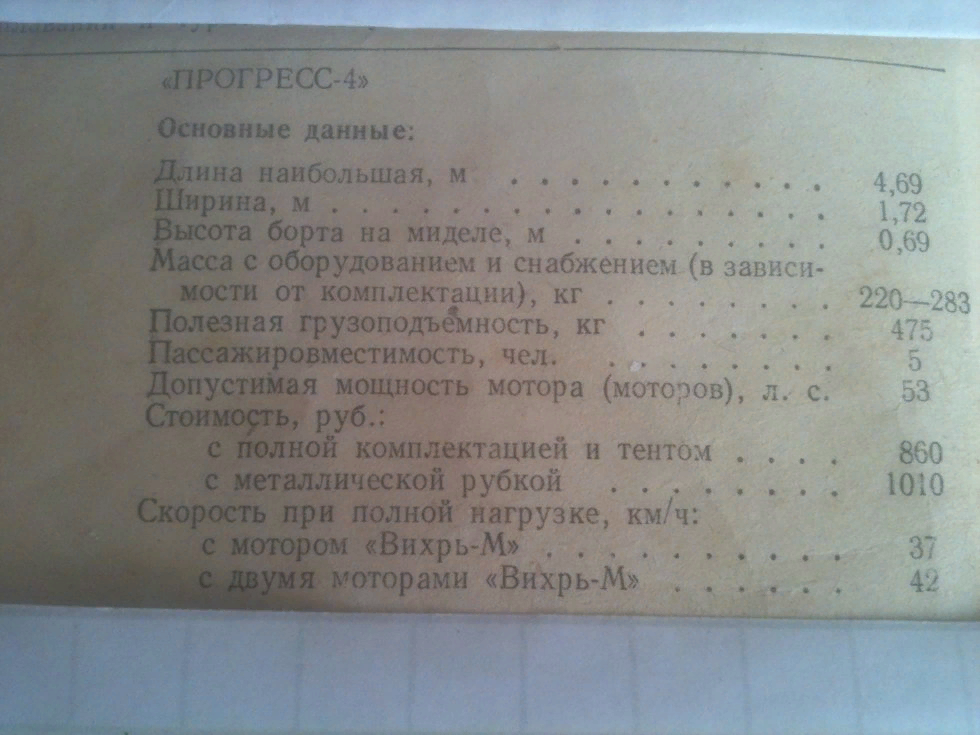 «ПРОГРЕСС-4»
Основные данные:
Длина наибольшая, м . . . . . . . . . . . 4,69
Ширина, м . . . . . . . . . . . . . . . . . 1,72
Высота борта на миделе, м . . . . . . . . . 0,69
Масса с оборудованием и снабжением (в зависи-
мости от комплектации), кг . . . . . . . . 220—283
Полезная грузоподъёмность, кг . . . . . . . 475
Пассажировместимость, чел. . . . . . . . . 5
Допустимая мощность мотора (моторов), л. с. 53
Стоимость, руб.:
с полной комплектацией и тентом . . . . 860
с металлической рубкой . . . . . . . . 1010
Скорость при полной нагрузке, км/ч:
с мотором «Вихрь-М» . . . . . . . . . . 37
с двумя моторами «Вихрь-М» . . . . . . 42